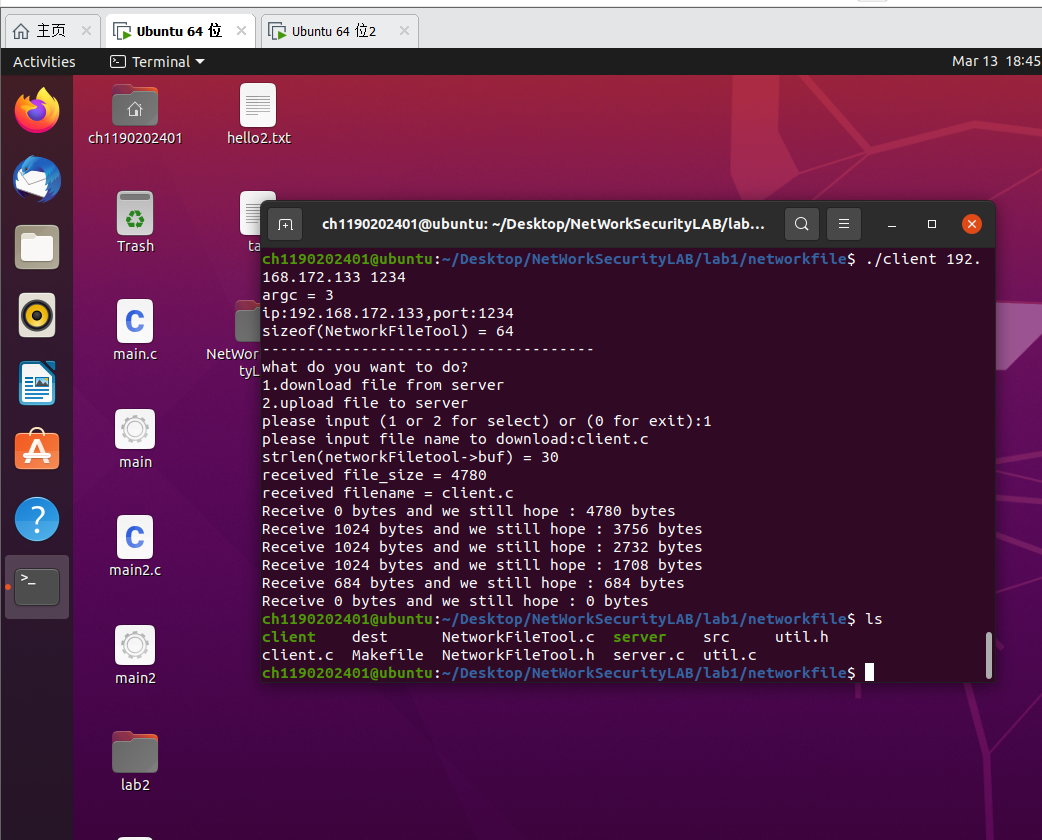 主页
Ubuntu 64 位
Ubuntu 64 位2
Activities
Terminal
Mar 13 18:45
ch1190202401
hello2.txt
Trash
ta
main.c
NetWor
tyL
main
main2.c
main2
lab2
ch1190202401@ubuntu: ~/Desktop/NetWorkSecurityLAB/lab...
ch1190202401@ubuntu:~/Desktop/NetWorkSecurityLAB/lab1/networkfile$ ./client 192.
168.172.133 1234
argc = 3
ip:192.168.172.133,port:1234
sizeof(NetworkFileTool) = 64
-------------------------------------
what do you want to do?
1.download file from server
2.upload file to server
please input (1 or 2 for select) or (0 for exit):1
please input file name to download:client.c
strlen(networkFiletool->buf) = 30
received file_size = 4780
received filename = client.c
Receive 0 bytes and we still hope : 4780 bytes
Receive 1024 bytes and we still hope : 3756 bytes
Receive 1024 bytes and we still hope : 2732 bytes
Receive 1024 bytes and we still hope : 1708 bytes
Receive 684 bytes and we still hope : 684 bytes
Receive 0 bytes and we still hope : 0 bytes
ch1190202401@ubuntu:~/Desktop/NetWorkSecurityLAB/lab1/networkfile$ ls
client dest NetworkFileTool.c server src util.h
client.c Makefile NetworkFileTool.h server.c util.c
ch1190202401@ubuntu:~/Desktop/NetWorkSecurityLAB/lab1/networkfile$